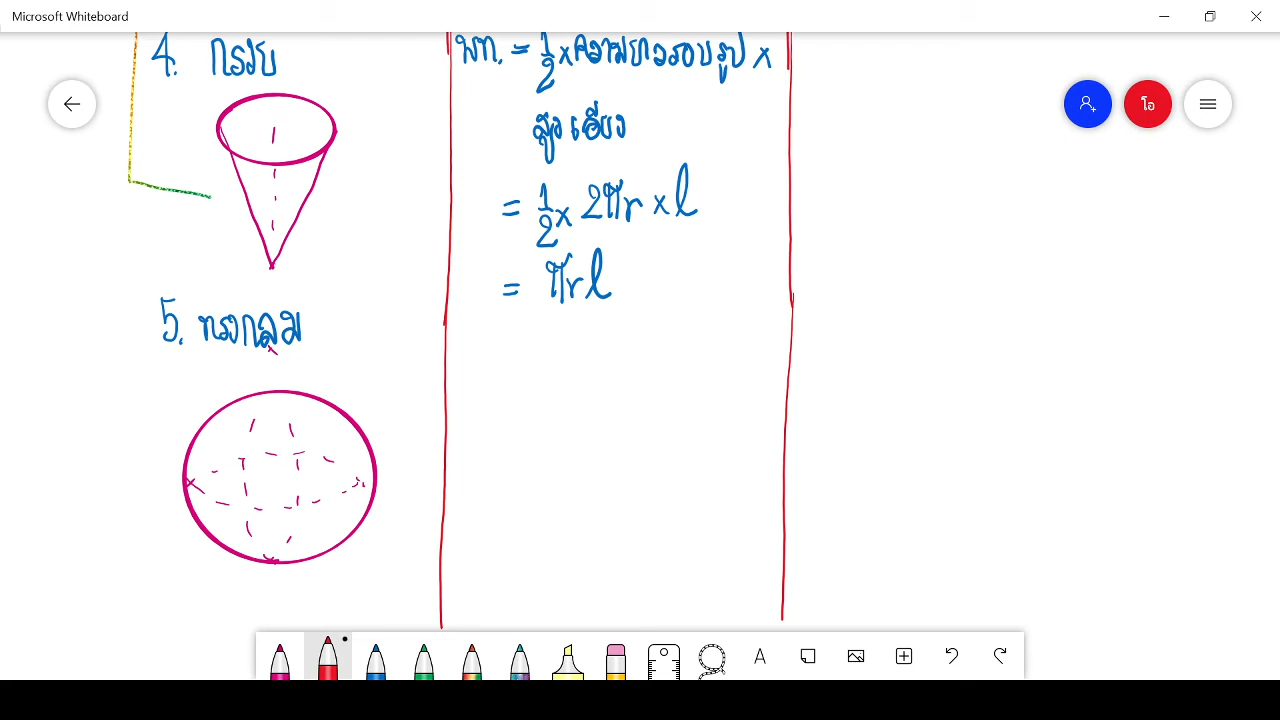 Microsoft Whiteboard
4. กรวย
พท. = 1/2 x ความยาวรอบรูป x
สูงเอียง
= 1/2 x 2πr x l
= πrl
5. ทรงกลม
โอ
A